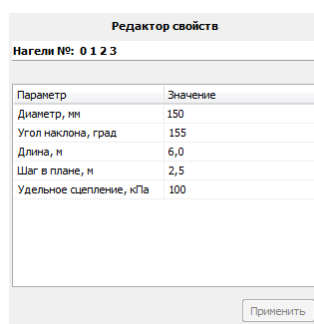 Редактор свойств
Нагели №: 0 1 2 3
Параметр Значение
Диаметр, мм 150
Угол наклона, град 155
Длина, м 6,0
Шаг в плане, м 2,5
Удельное сцепление, кПа 100
Применить